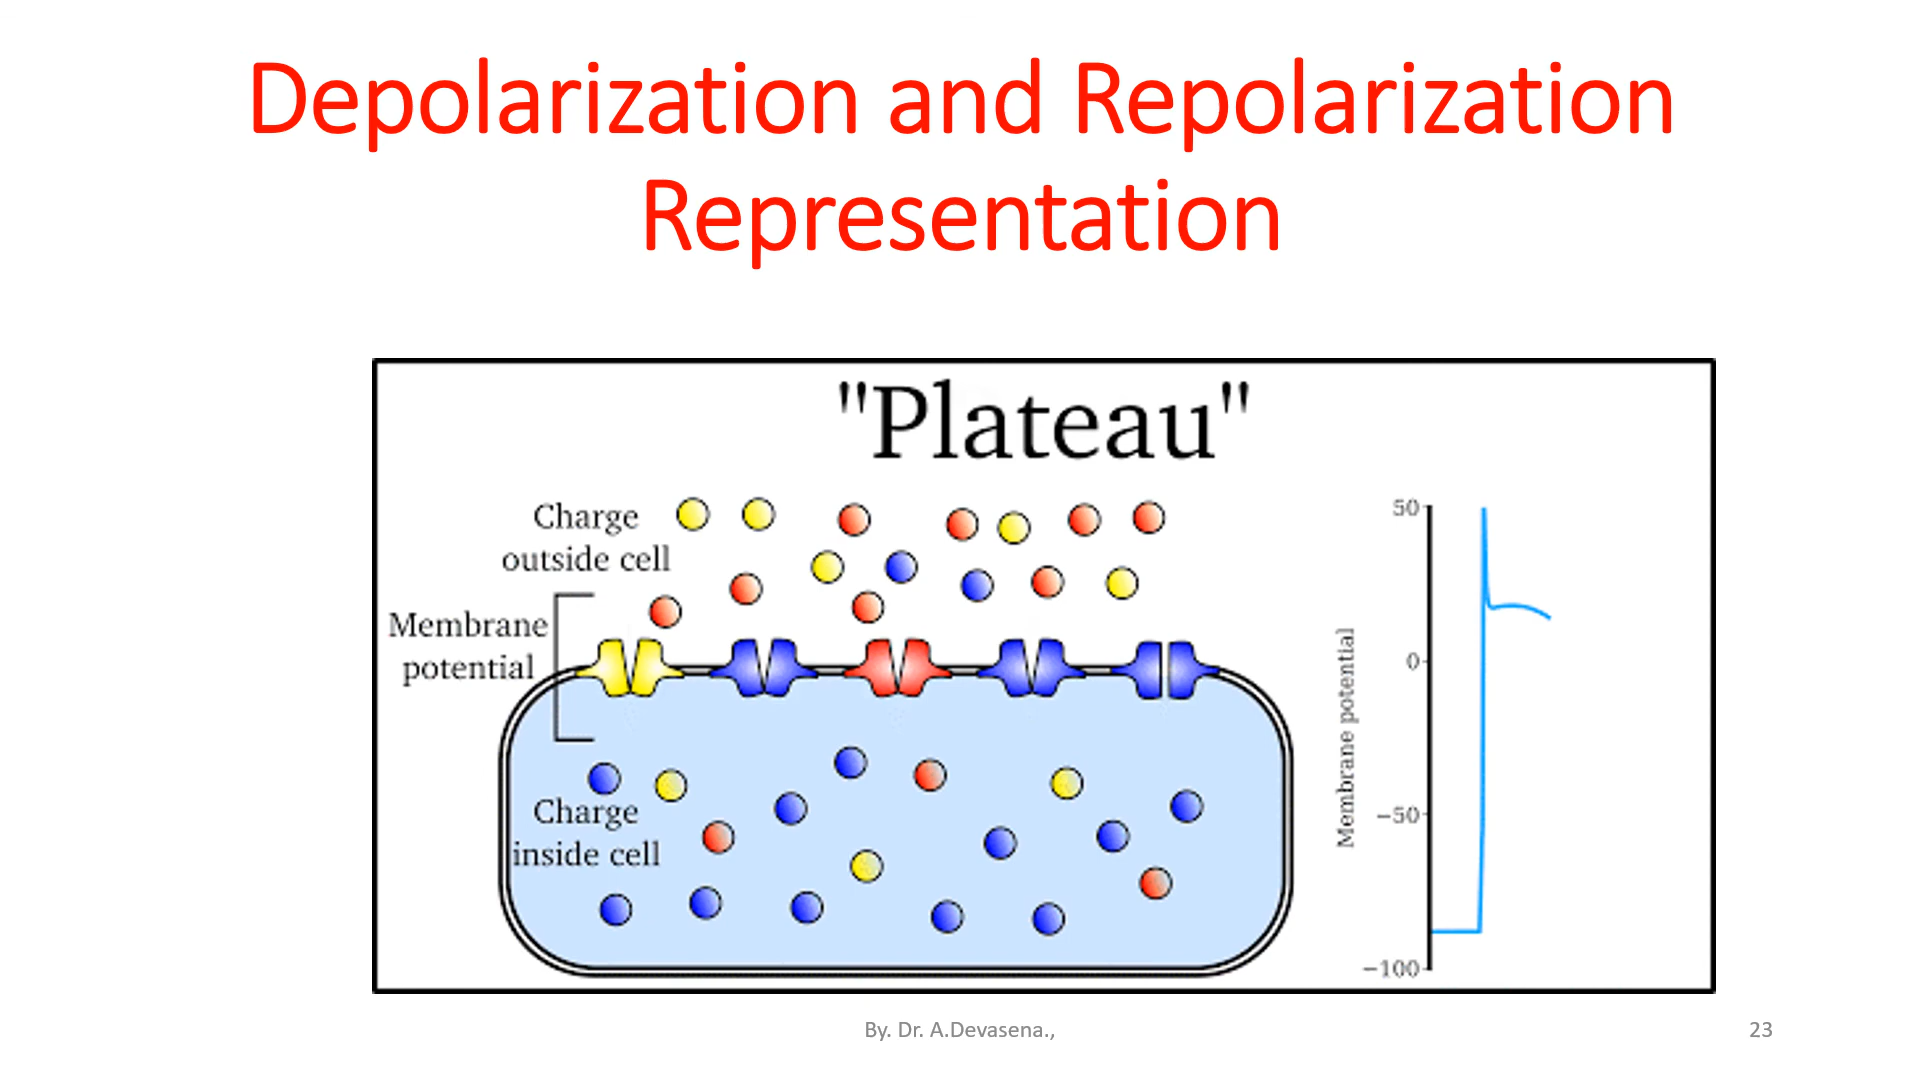 Depolarization and Repolarization
Representation
"Plateau"
Charge
outside cell
Membrane
potential
Charge
inside cell
Membrane potential
50
0
−50
−100
By. Dr. A.Devasena.,
23